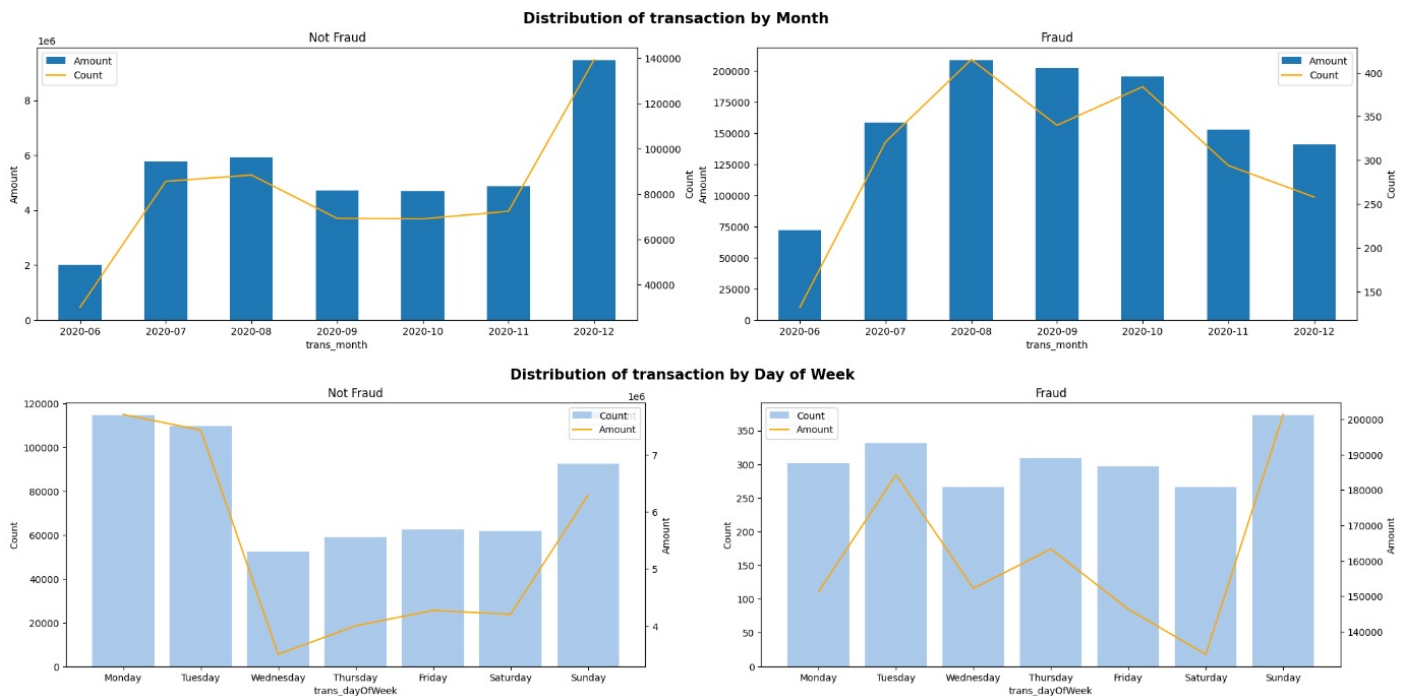 Distribution of transaction by Month
Not Fraud
1e6
Amount
Count
8
6
4
2
0
Amount
140000
120000
100000
80000
60000
40000
Count
2020-06 2020-07 2020-08 2020-09 2020-10 2020-11 2020-12
trans_month
Fraud
Amount
Count
200000
175000
150000
125000
100000
75000
50000
25000
0
Amount
400
350
300
250
200
150
Count
2020-06 2020-07 2020-08 2020-09 2020-10 2020-11 2020-12
trans_month
Distribution of transaction by Day of Week
Not Fraud
1e6
Count
Amount
120000
100000
80000
60000
40000
20000
0
Count
7
6
5
4
Amount
Monday Tuesday Wednesday Thursday Friday Saturday Sunday
trans_dayOfWeek
Fraud
Count
Amount
350
300
250
200
150
100
50
0
Count
200000
190000
180000
170000
160000
150000
140000
Amount
Monday Tuesday Wednesday Thursday Friday Saturday Sunday
trans_dayOfWeek